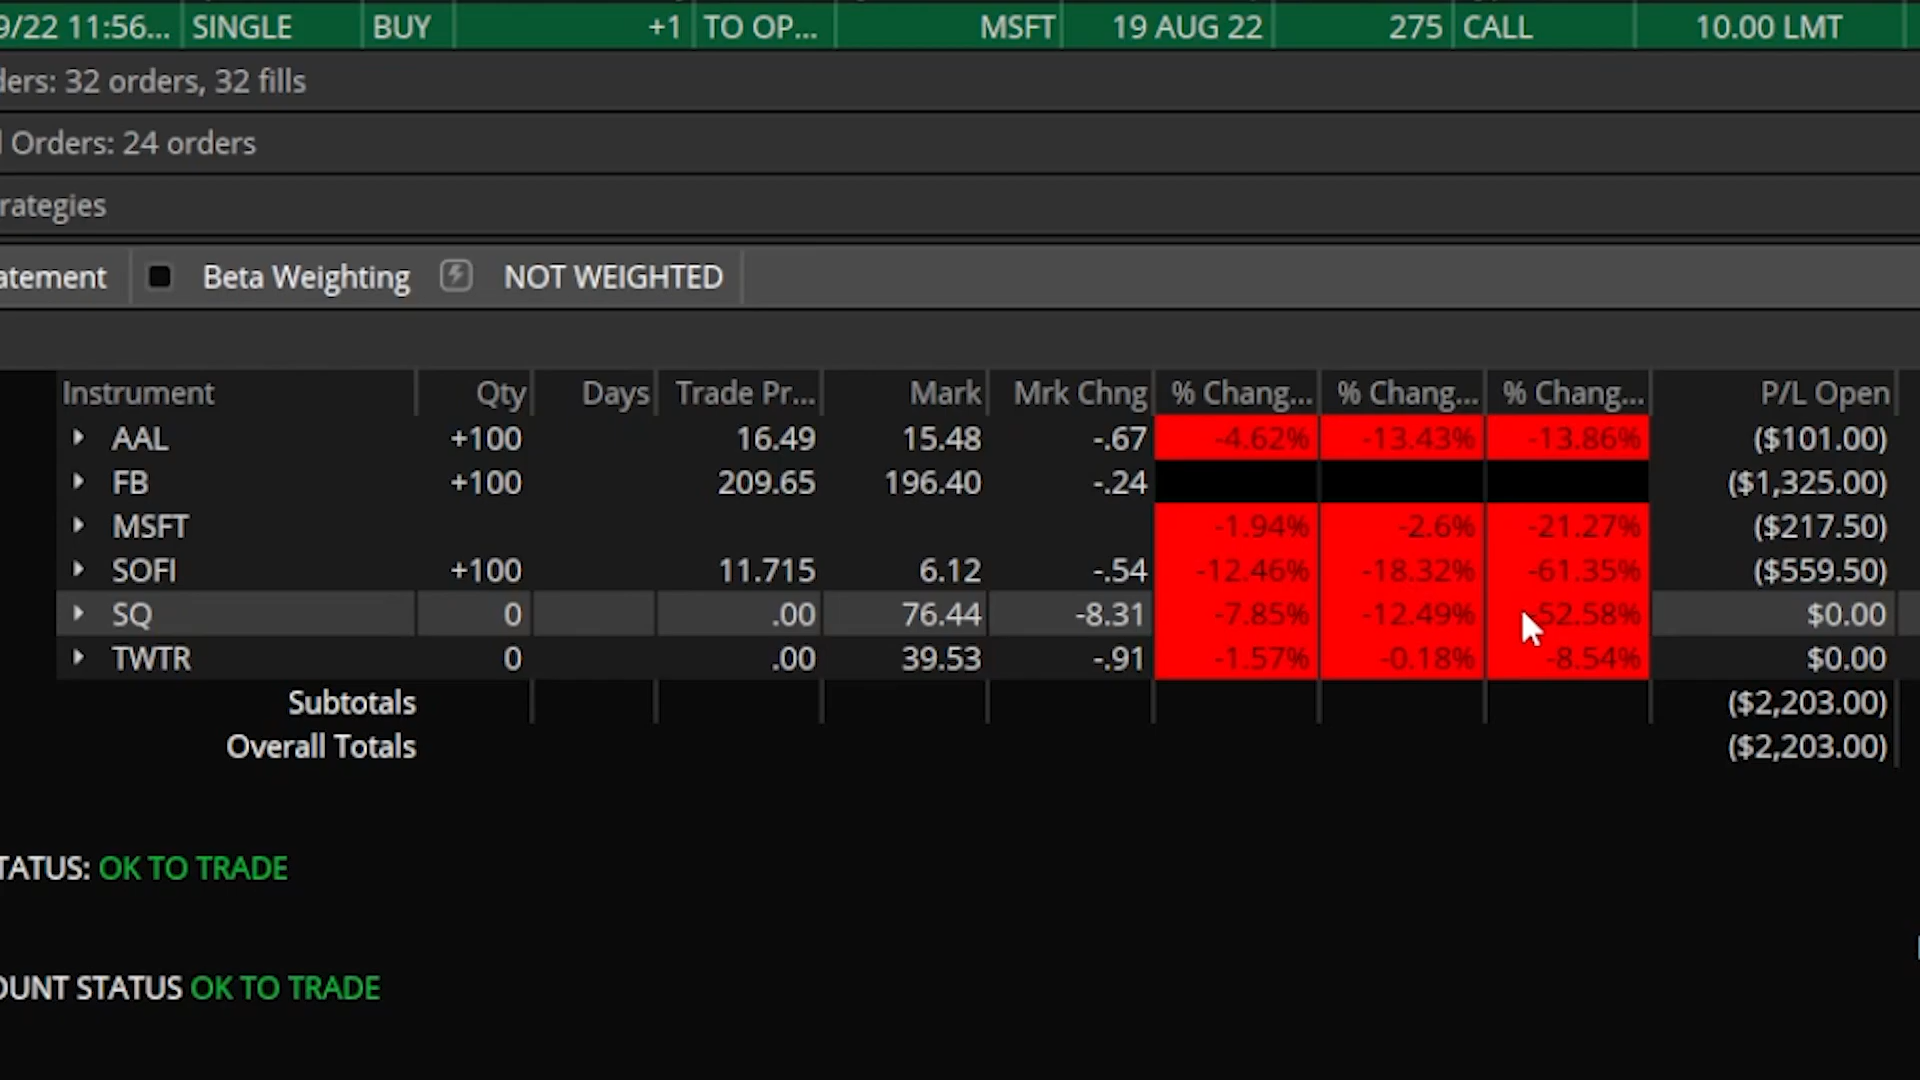 9/22 11:56... SINGLE BUY +1 TO OP... MSFT 19 AUG 22 275 CALL 10.00 LMT
ders: 32 orders, 32 fills
Orders: 24 orders
rategies
atement Beta Weighting NOT WEIGHTED
Instrument Qty Days Trade Pr... Mark Mrk Chng % Chang... % Chang... % Chang... P/L Open
AAL +100 16.49 15.48 -.67 -4.62% -13.43% -13.86% ($101.00)
FB +100 209.65 196.40 -.24 ($1,325.00)
MSFT -1.94% -2.6% -21.27% ($217.50)
SOFI +100 11.715 6.12 -.54 -12.46% -18.32% -61.35% ($559.50)
SQ 0 .00 76.44 -8.31 -7.85% -12.49% 52.58% $0.00
TWTR 0 .00 39.53 -.91 -1.57% -0.18% -8.54% $0.00
Subtotals ($2,203.00)
Overall Totals ($2,203.00)
TATUS: OK TO TRADE
OUNT STATUS OK TO TRADE